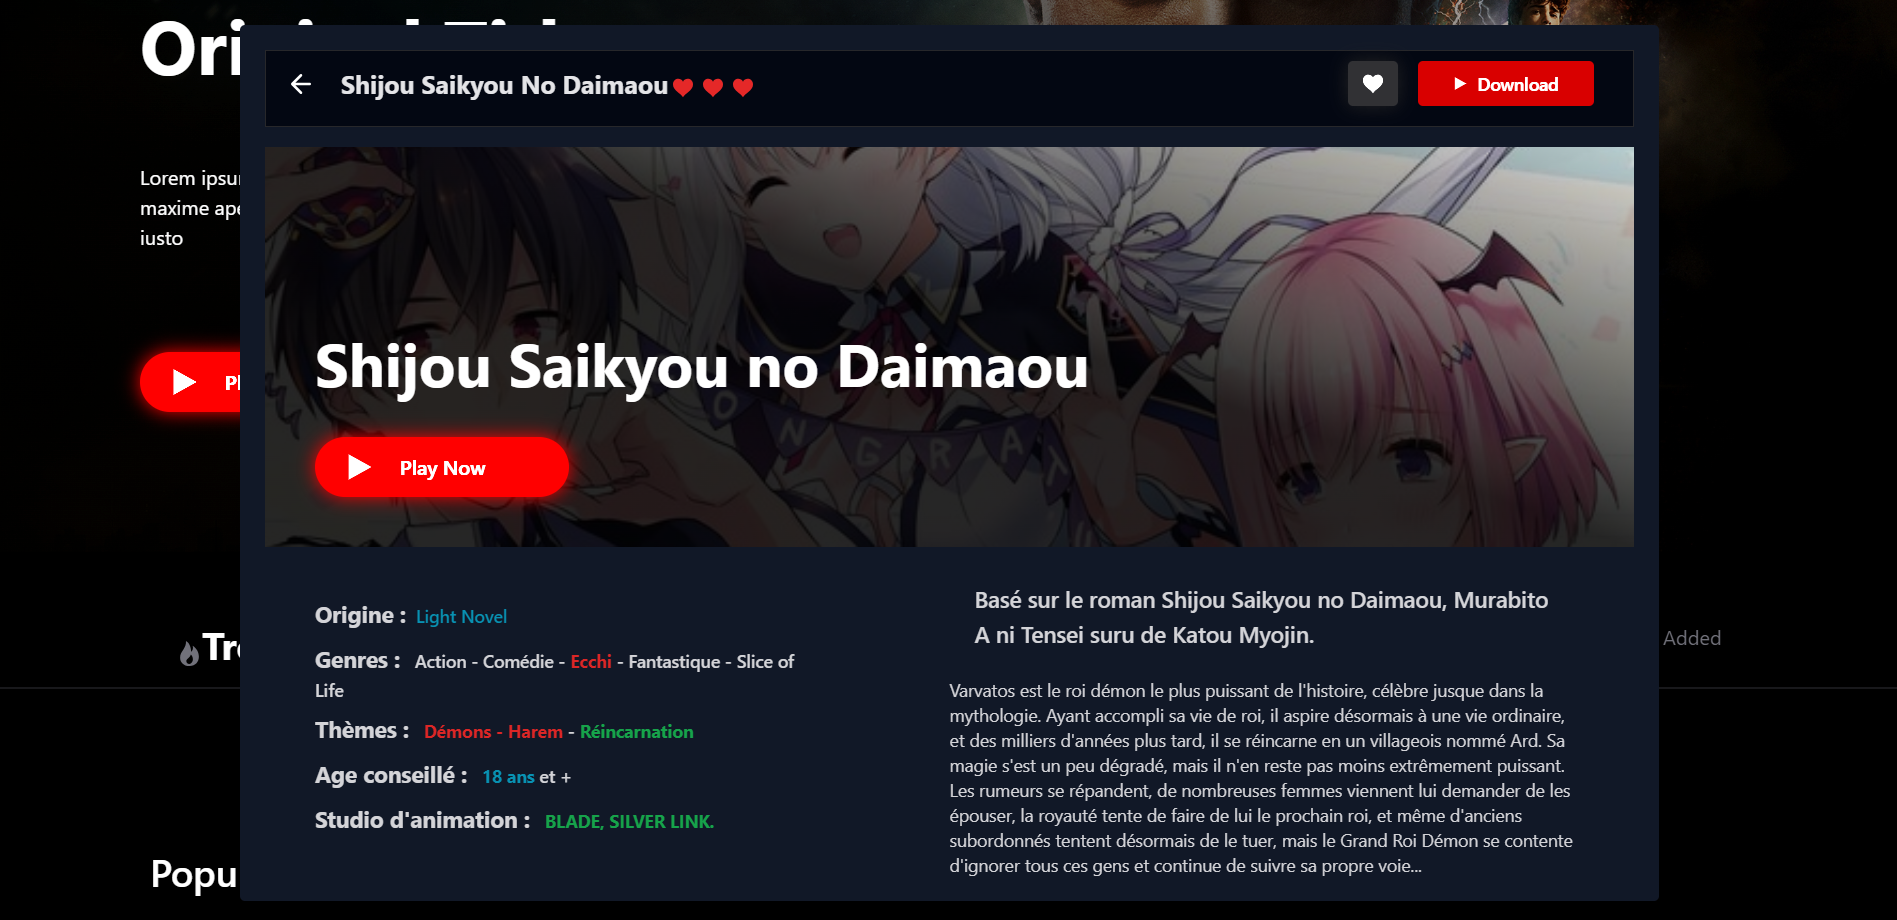 Shijou Saikyou No Daimaou
Download
Lorem
maxime
iusto
Shijou Saikyou no Daimaou
Play Now
ONGRAT
Origine : Light Novel
Genres : Action - Comédie - Ecchi - Fantastique - Slice of
Life
Thèmes : Démons - Harem - Réincarnation
Age conseillé : 18 ans et +
Studio d'animation : BLADE, SILVER LINK.
Basé sur le roman Shijou Saikyou no Daimaou, Murabito
A ni Tensei suru de Katou Myojin.
Varvatos est le roi démon le plus puissant de l'histoire, célèbre jusque dans la
mythologie. Ayant accompli sa vie de roi, il aspire désormais à une vie ordinaire,
et des milliers d'années plus tard, il se réincarne en un villageois nommé Ard. Sa
magie s'est un peu dégradé, mais il n'en reste pas moins extrêmement puissant.
Les rumeurs se répandent, de nombreuses femmes viennent lui demander de les
épouser, la royauté tente de faire de lui le prochain roi, et même d'anciens
subordonnés tentent désormais de le tuer, mais le Grand Roi Démon se contente
d'ignorer tous ces gens et continue de suivre sa propre voie...
Added